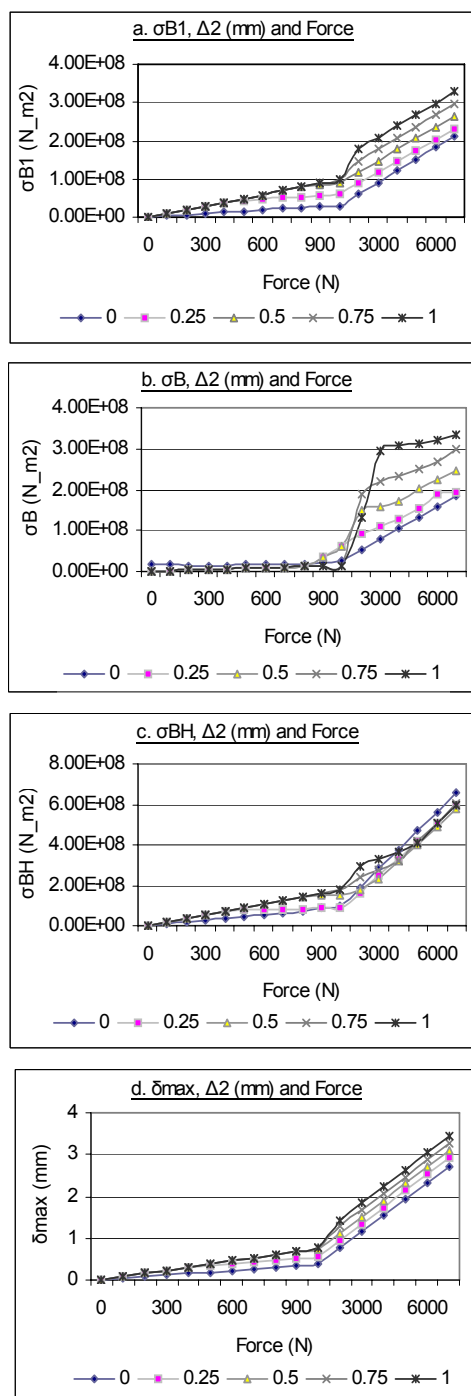 a. σB1, Δ2 (mm) and Force
4.00E+08
3.00E+08
2.00E+08
1.00E+08
0.00E+00
σB1 (N_m2)
0 300 600 900 3000 6000
Force (N)
0 0.25 0.5 0.75 1
b. σB, Δ2 (mm) and Force
4.00E+08
3.00E+08
2.00E+08
1.00E+08
0.00E+00
σB (N_m2)
0 300 600 900 3000 6000
Force (N)
0 0.25 0.5 0.75 1
c. σBH, Δ2 (mm) and Force
8.00E+08
6.00E+08
4.00E+08
2.00E+08
0.00E+00
σBH (N_m2)
0 300 600 900 3000 6000
Force (N)
0 0.25 0.5 0.75 1
d. δmax, Δ2 (mm) and Force
4
3
2
1
0
δmax (mm)
0 300 600 900 3000 6000
Force (N)
0 0.25 0.5 0.75 1